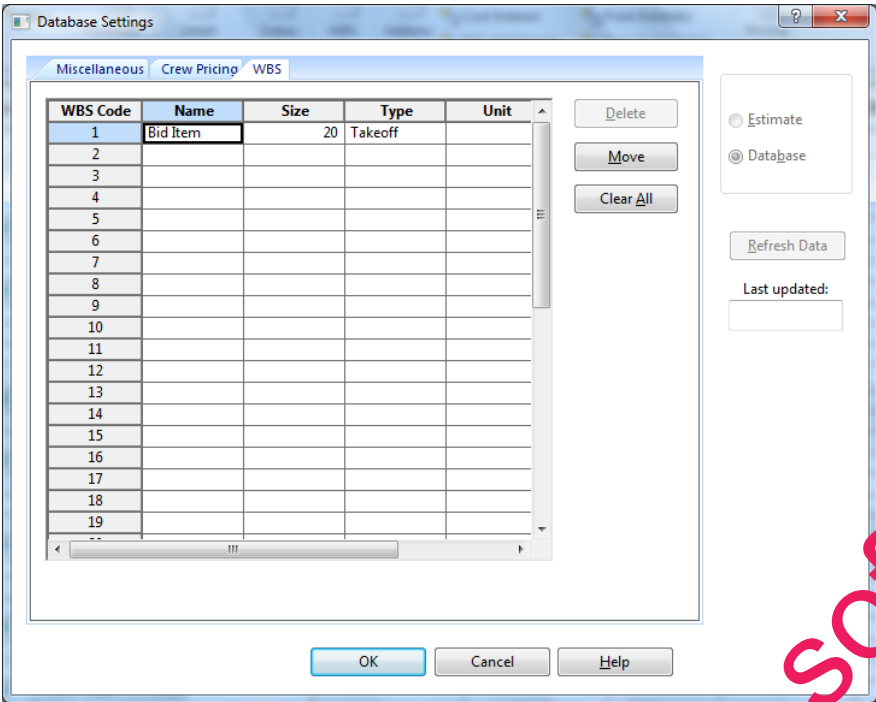 Database Settings
?
Miscellaneous Crew Pricing WBS
WBS Code Name Size Type Unit
1 Bid Item 20 Takeoff
2
3
4
5
6
7
8
9
10
11
12
13
14
15
16
17
18
19
Delete
Move
Clear All
Estimate
Database
Refresh Data
Last updated:
OK Cancel Help